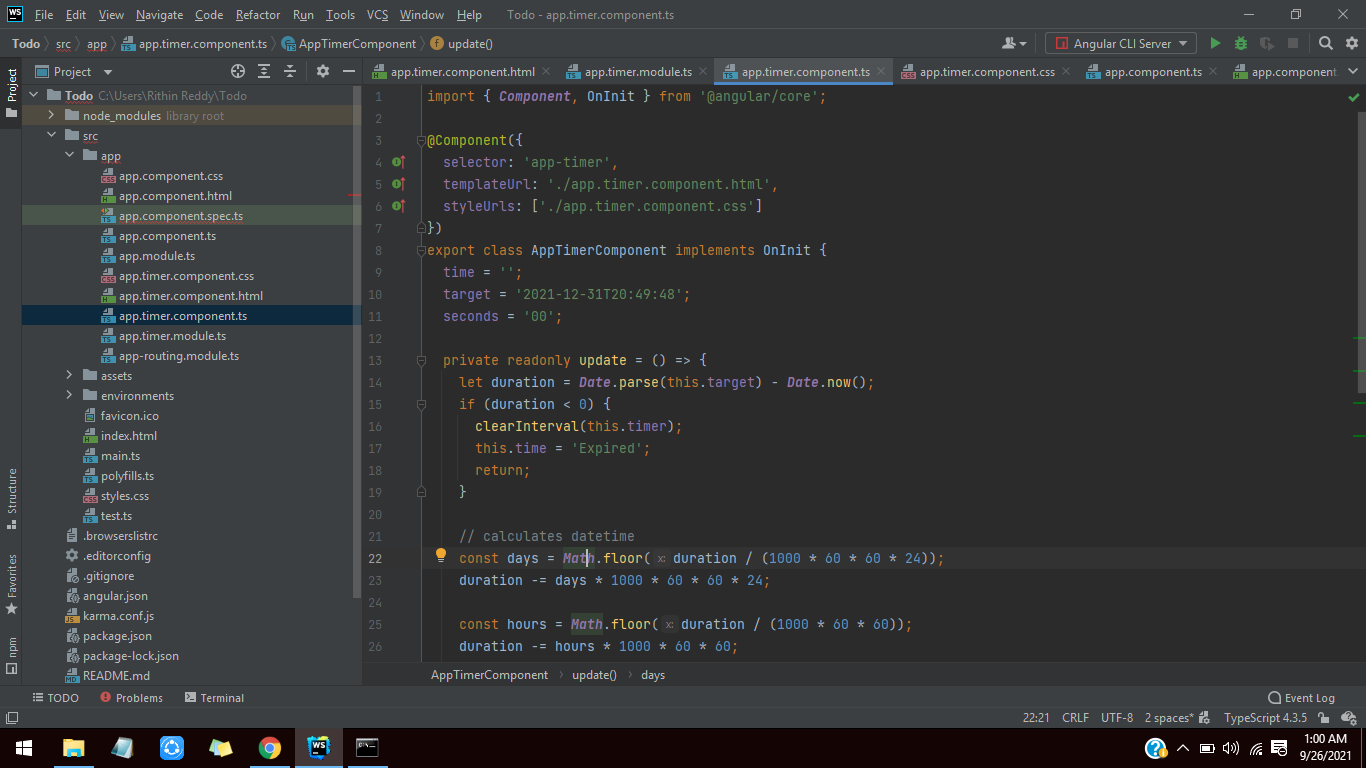 WS File Edit View Navigate Code Refactor Run Tools VCS Window Help Todo - app.timer.component.ts
Todo src app app.timer.component.ts AppTimerComponent update() Angular CLI Server
Project
Todo C:\Users\Rithin Reddy\Todo
node_modules library root
src
app
app.component.css
app.component.html
app.component.spec.ts
app.component.ts
app.module.ts
app.timer.component.css
app.timer.component.html
app.timer.component.ts
app.timer.module.ts
app-routing.module.ts
assets
environments
favicon.ico
index.html
main.ts
polyfills.ts
styles.css
test.ts
.browserslistrc
.editorconfig
.gitignore
angular.json
karma.conf.js
package.json
package-lock.json
README.md
Project
Structure
Favorites
npm
app.timer.component.html app.timer.module.ts app.timer.component.ts app.timer.component.css app.component.ts app.component
1 import { Component, OnInit } from '@angular/core';
2
3 @Component({
4 selector: 'app-timer',
5 templateUrl: './app.timer.component.html',
6 styleUrls: ['./app.timer.component.css']
7 })
8 export class AppTimerComponent implements OnInit {
9 time = '';
10 target = '2021-12-31T20:49:48';
11 seconds = '00';
12
13 private readonly update = () => {
14 let duration = Date.parse(this.target) - Date.now();
15 if (duration < 0) {
16 clearInterval(this.timer);
17 this.time = 'Expired';
18 return;
19 }
20
21 // calculates datetime
22 const days = Math.floor( x: duration / (1000 * 60 * 60 * 24));
23 duration -= days * 1000 * 60 * 60 * 24;
24
25 const hours = Math.floor( x: duration / (1000 * 60 * 60));
26 duration -= hours * 1000 * 60 * 60;
AppTimerComponent update() days
TODO Problems Terminal Event Log
22:21 CRLF UTF-8 2 spaces* TypeScript 4.3.5
WS
1:00 AM
9/26/2021